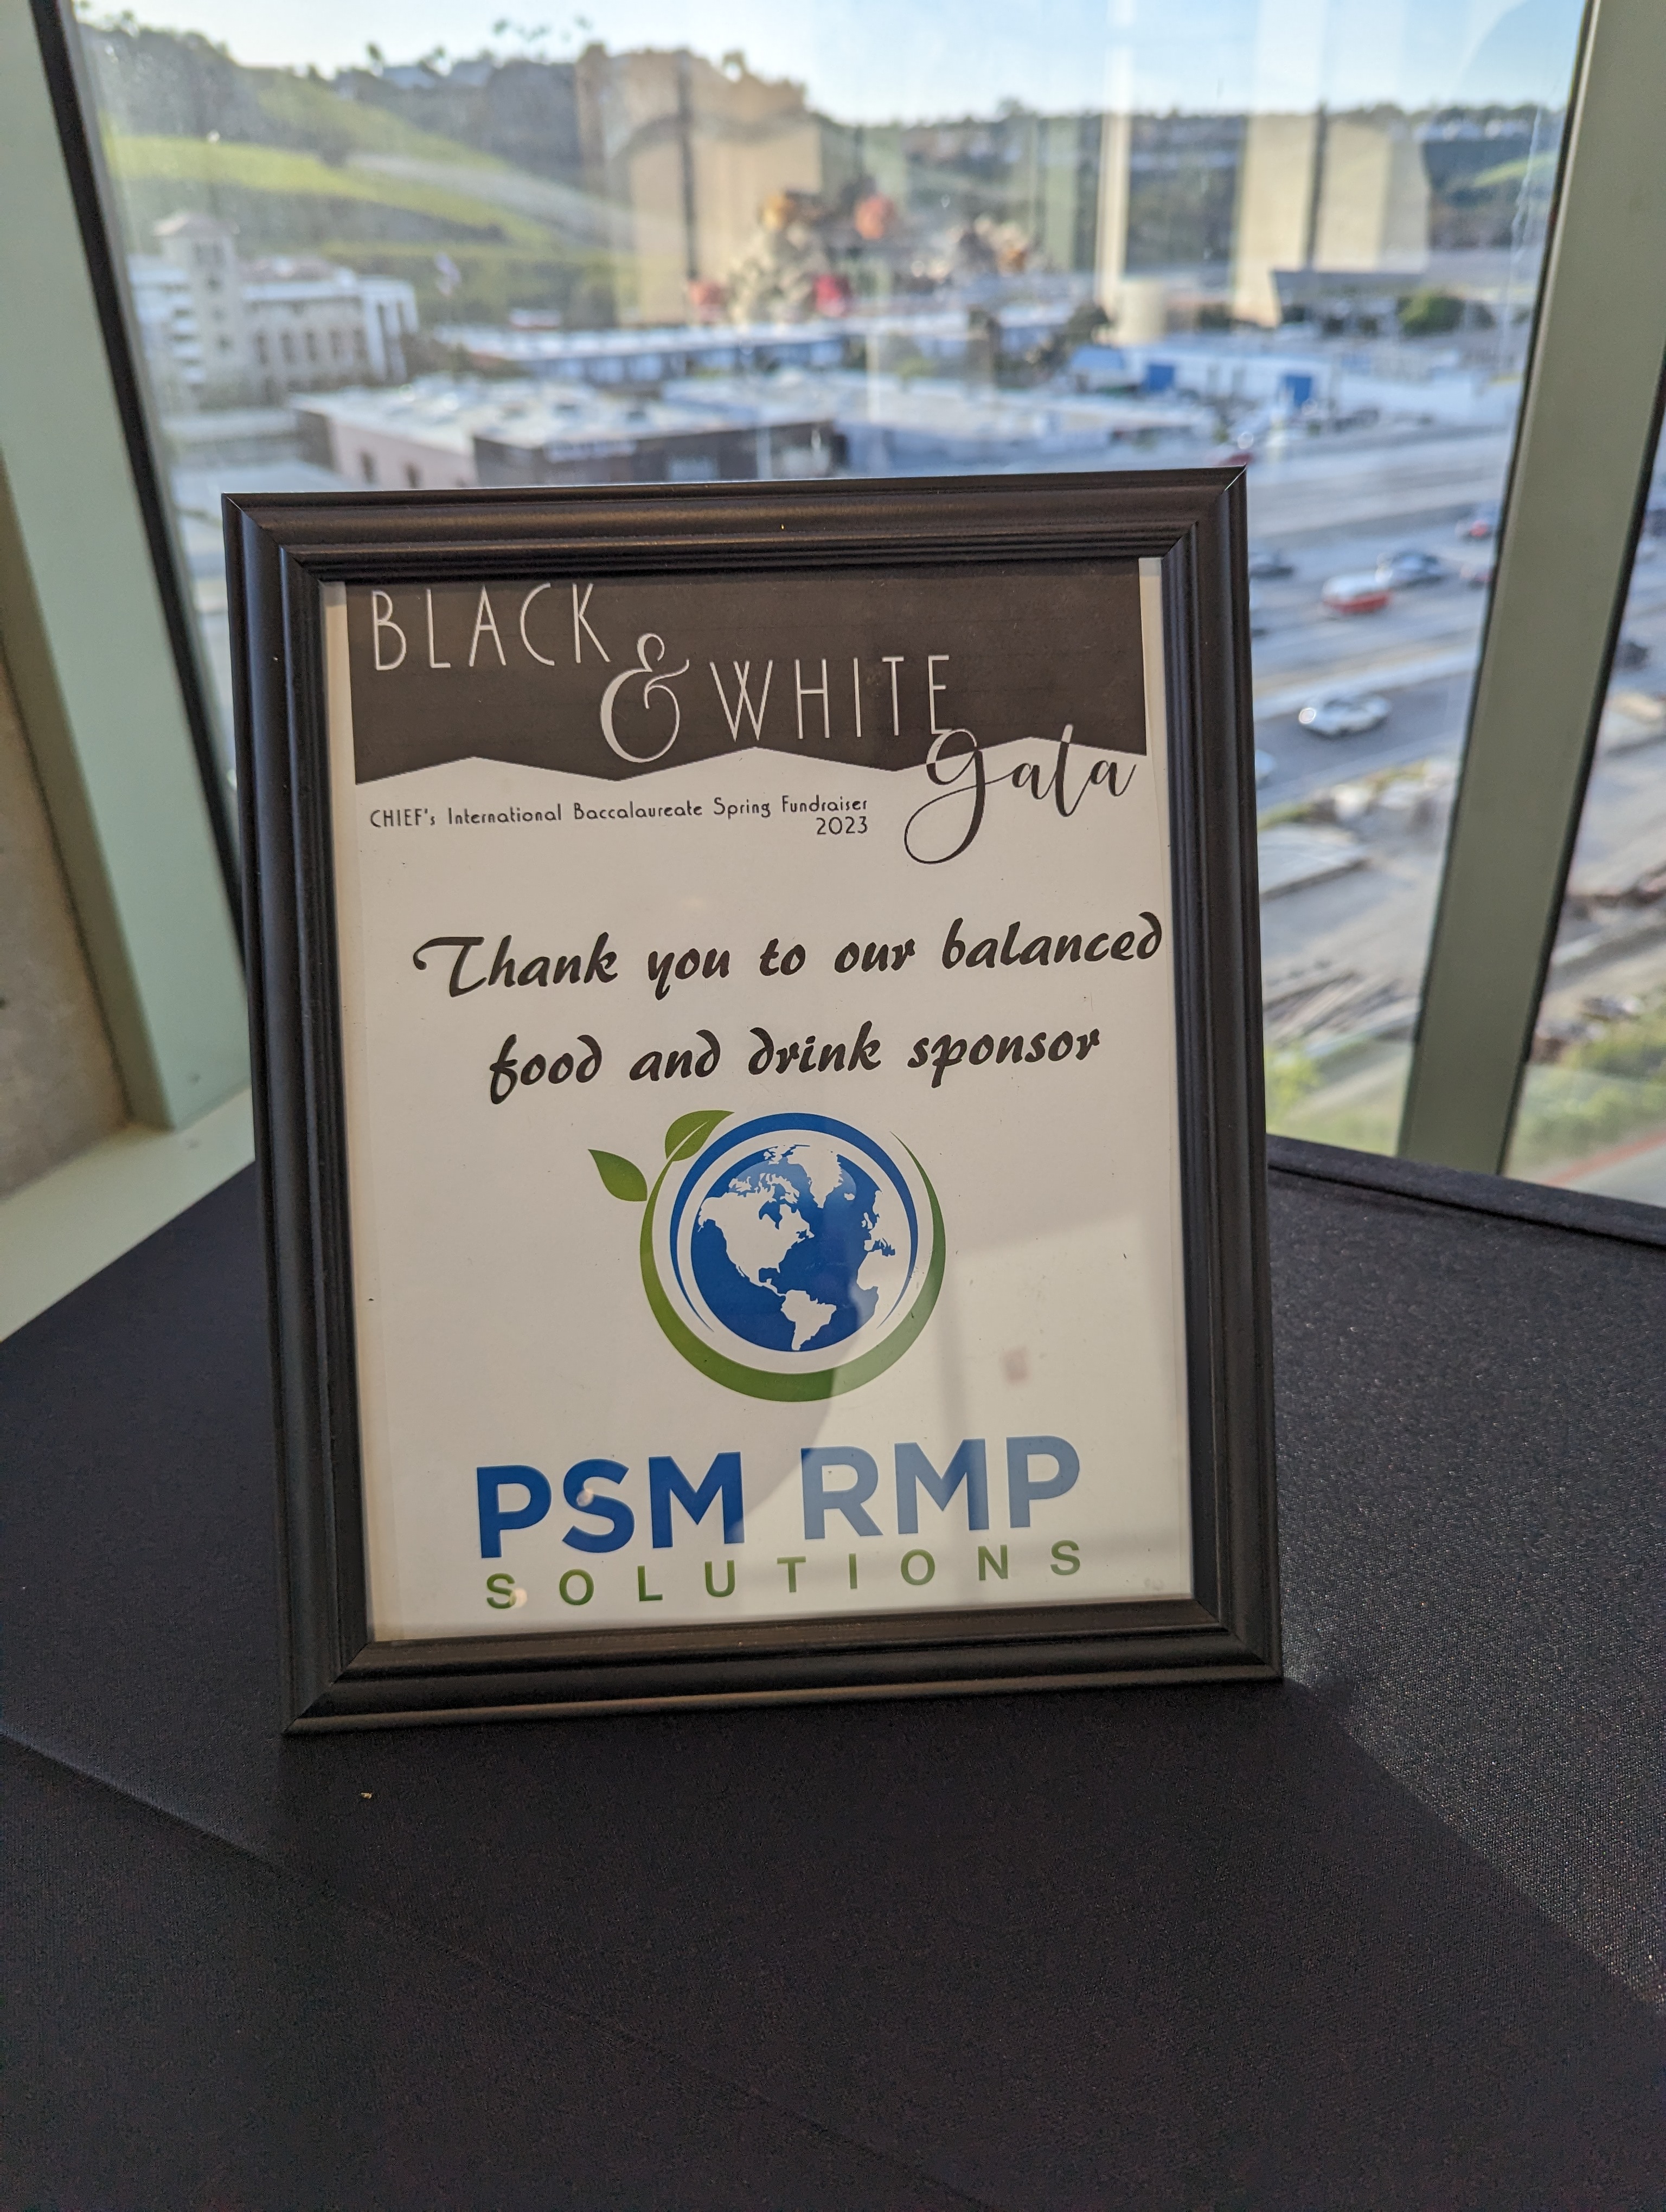 BLACK
& WHITE
gala
CHIEF's International Baccalaureate Spring Fundraiser
2023
Thank you to our balanced
food and drink sponsor
PSM RMP
SOLUTIONS